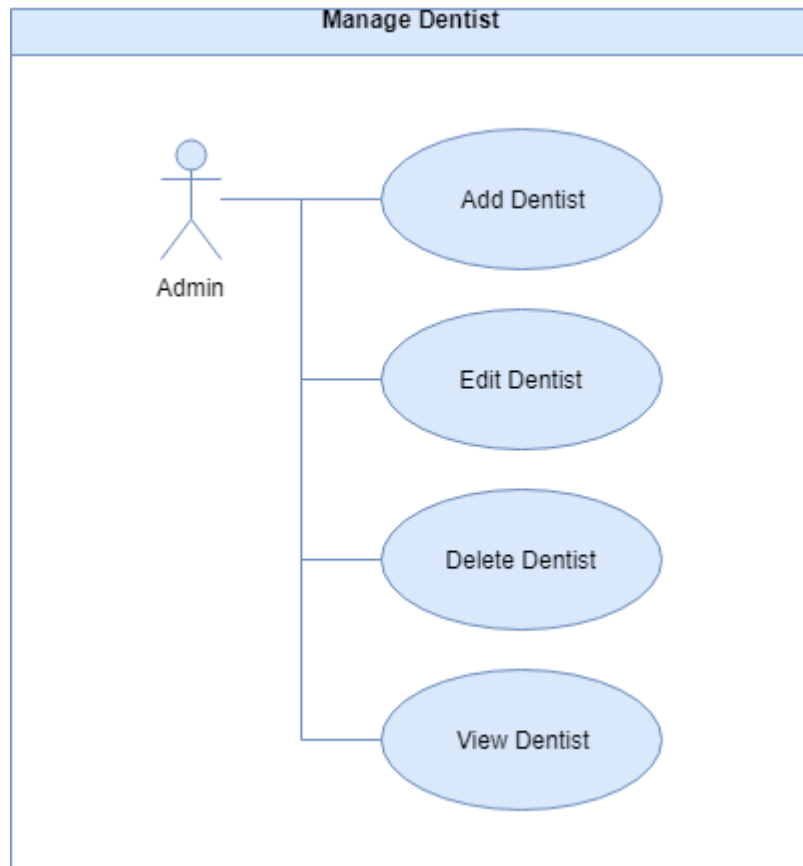 Manage Dentist
Add Dentist
Admin
Edit Dentist
Delete Dentist
View Dentist